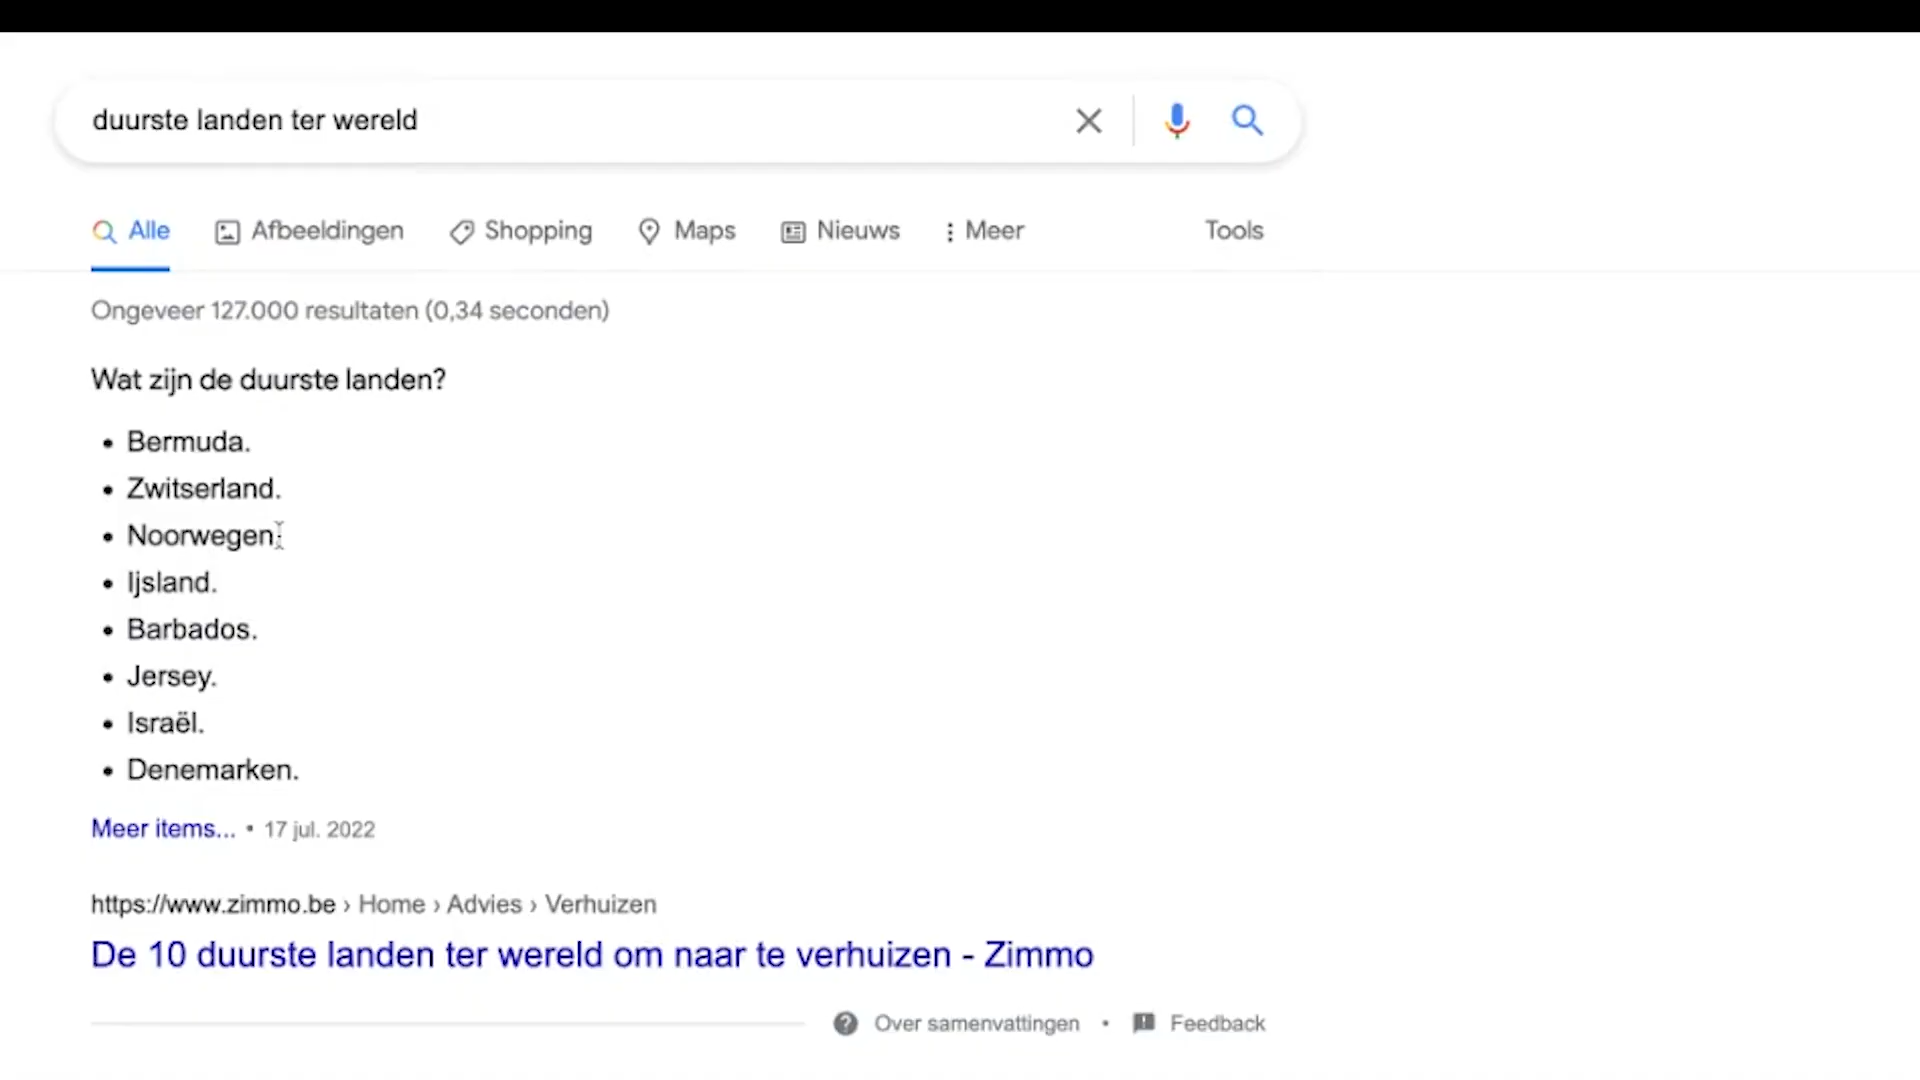 duurste landen ter wereld
Alle Afbeeldingen Shopping Maps Nieuws Meer Tools
Ongeveer 127.000 resultaten (0,34 seconden)
Wat zijn de duurste landen?
• Bermuda.
• Zwitserland.
• Noorwegen.
• Ijsland.
• Barbados.
• Jersey.
• Israël.
• Denemarken.
Meer items... • 17 jul. 2022
https://www.zimmo.be › Home › Advies › Verhuizen
De 10 duurste landen ter wereld om naar te verhuizen - Zimmo
Over samenvattingen • Feedback